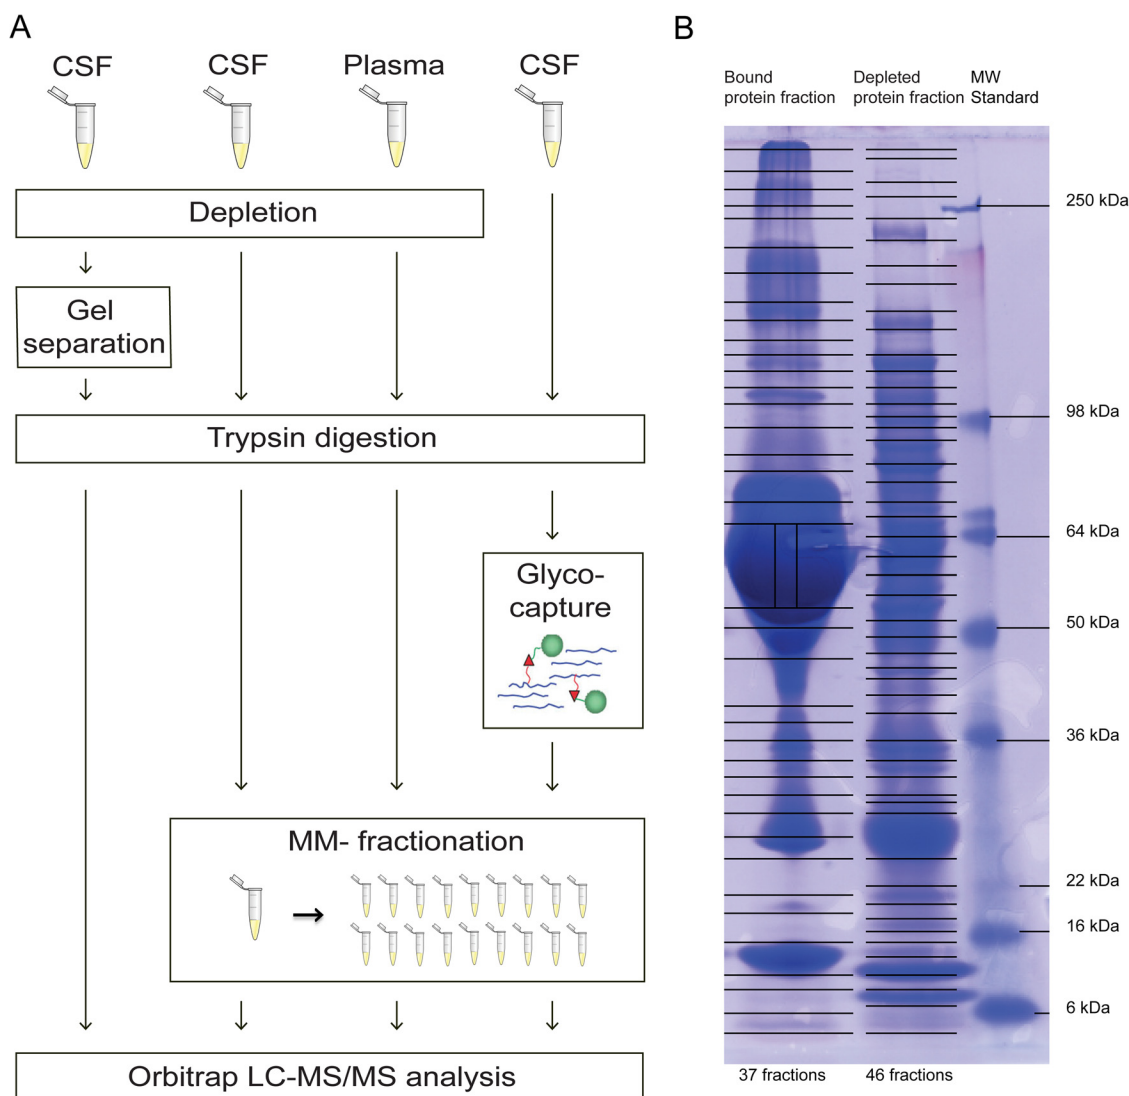 A
CSF
CSF
Plasma
CSF
Depletion
Gel
separation
Trypsin digestion
Glyco-
capture
MM- fractionation
Orbitrap LC-MS/MS analysis
B
Bound
protein fraction
Depleted
protein fraction
MW
Standard
250 kDa
98 kDa
64 kDa
50 kDa
36 kDa
22 kDa
16 kDa
6 kDa
37 fractions
46 fractions